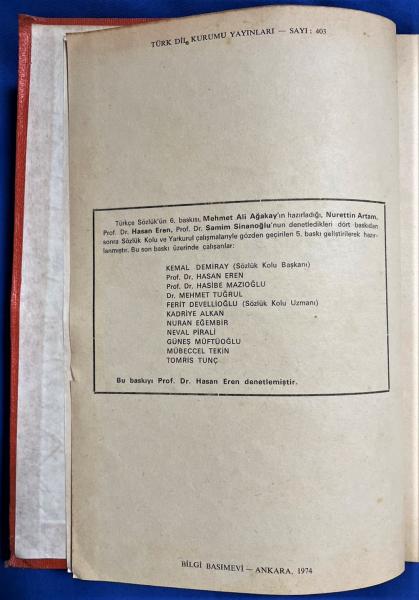 TÜRK DİL KURUMU YAYINLARI — SAYI: 403
Türkçe Sözlük'ün 6. baskısı, Mehmet Ali Ağakay'ın hazırladığı, Nurettin Artam,
Prof. Dr. Hasan Eren, Prof. Dr. Samim Sinanoğlu'nun denetledikleri dört baskıdan
sonra Sözlük Kolu ve Yarkurul çalışmalarıyle gözden geçirilen 5. baskı geliştirilerek hazır-
lanmıştır. Bu son baskı üzerinde çalışanlar:
KEMAL DEMİRAY (Sözlük Kolu Başkanı)
Prof. Dr. HASAN EREN
Prof. Dr. HASİBE MAZIOĞLU
Dr. MEHMET TUĞRUL
FERİT DEVELLİOĞLU (Sözlük Kolu Uzmanı)
KADRİYE ALKAN
NURAN EĞEMBİR
NEVAL PİRALİ
GÜNEŞ MÜFTÜOĞLU
MÜBECCEL TEKİN
TOMRİS TUNÇ
Bu baskıyı Prof. Dr. Hasan Eren denetlemiştir.
BİLGİ BASIMEVİ — ANKARA, 1974